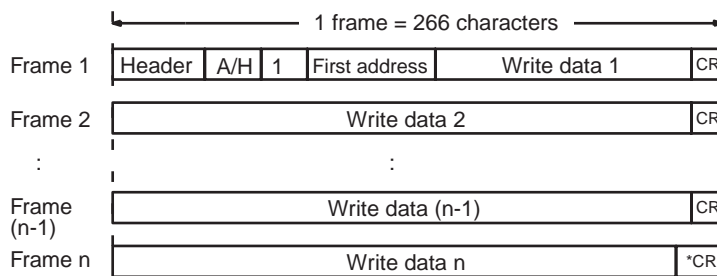 1 frame = 266 characters
Frame 1 Header A/H 1 First address Write data 1 CR
Frame 2 Write data 2 CR
: :
Frame (n-1) Write data (n-1) CR
Frame n Write data n *CR